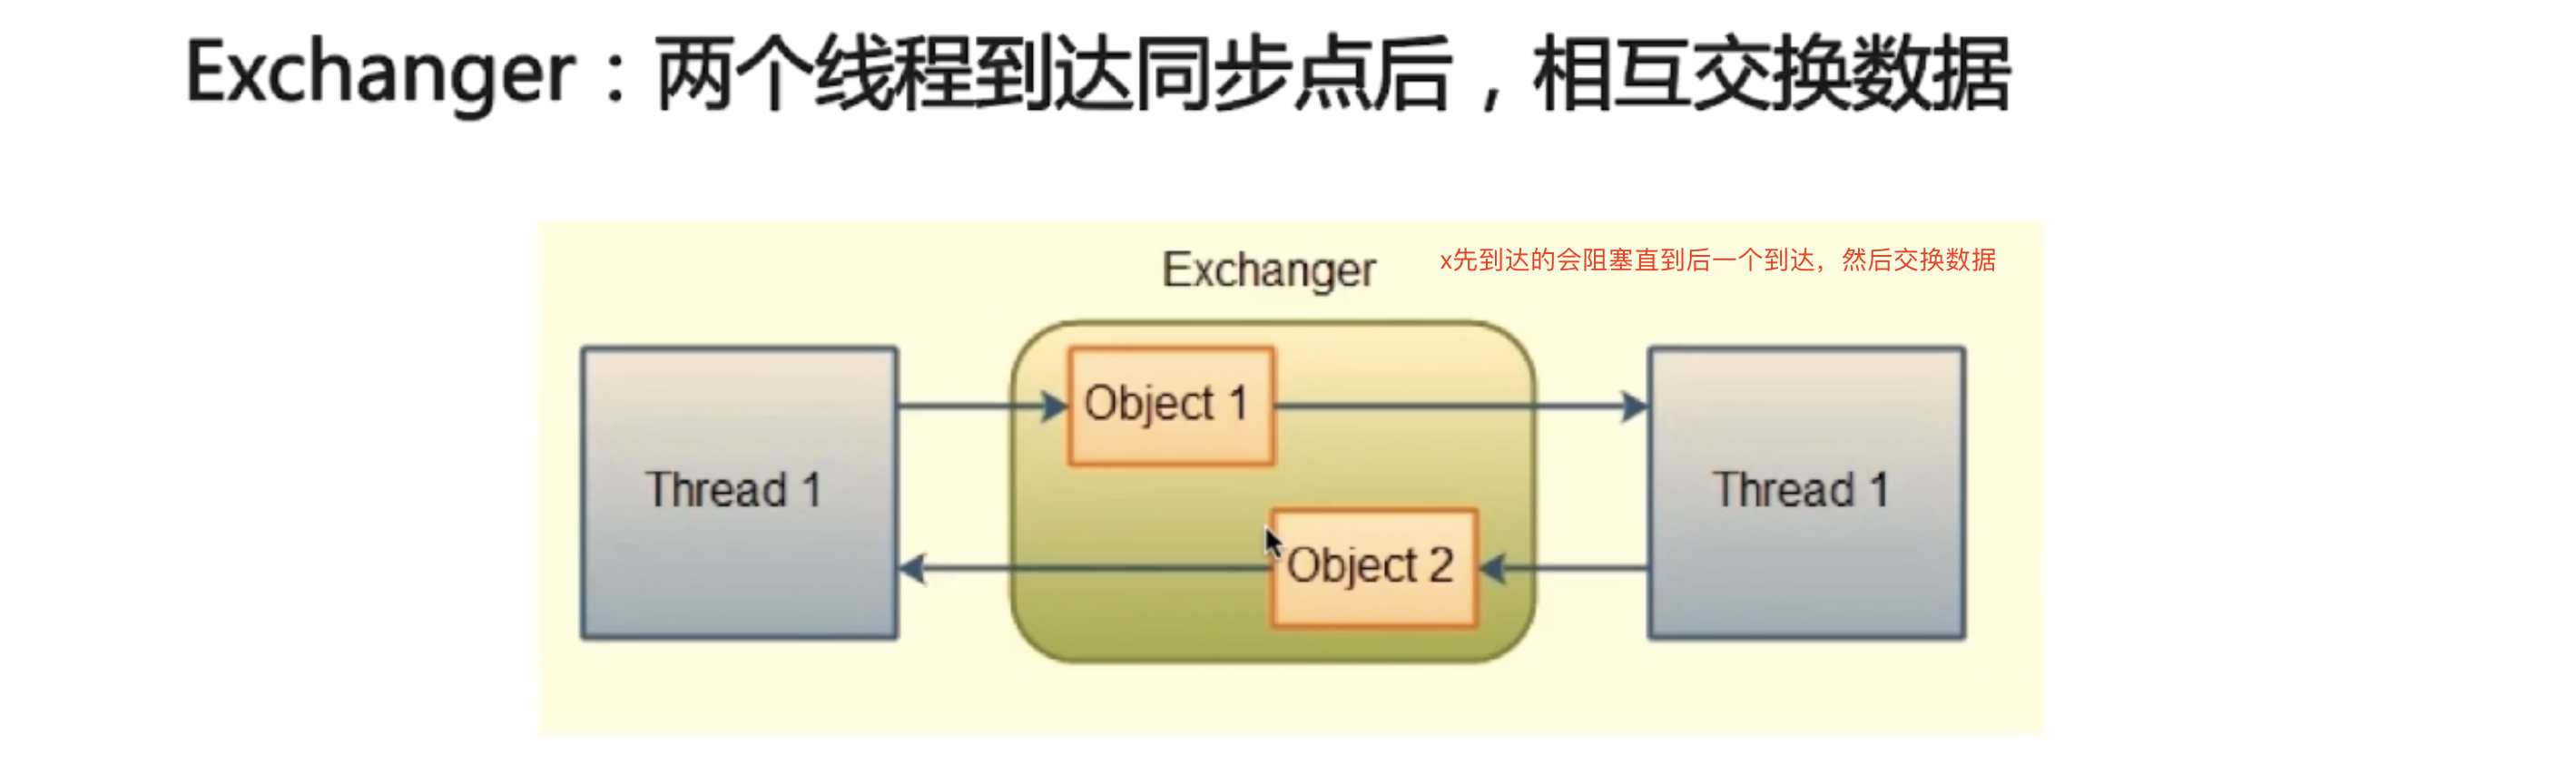 Exchanger：两个线程到达同步点后，相互交换数据
Exchanger
x先到达的会阻塞直到后一个到达，然后交换数据
Object 1
Thread 1
Thread 1
Object 2